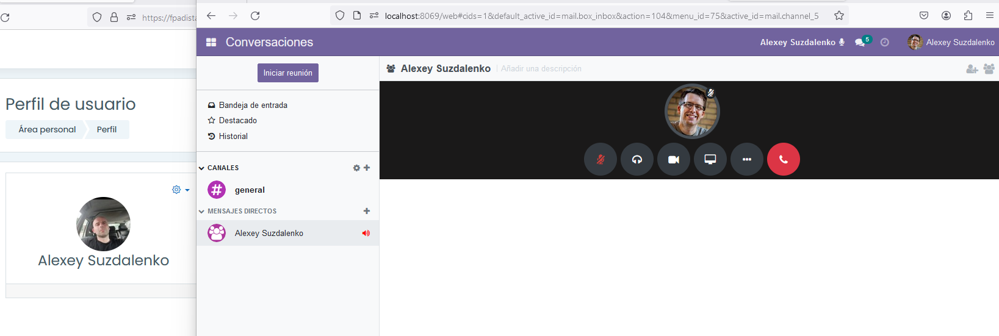 https://fpadista
Perfil de usuario
Área personal
Perfil
Alexey Suzdalenko
localhost:8069/web#cids=1&default_active_id=mail.box_inbox&action=104&menu_id=75&active_id=mail.channel_5
Conversaciones
Alexey Suzdalenko
5
Alexey Suzdalenko
Iniciar reunión
Alexey Suzdalenko
Añadir una descripción
Bandeja de entrada
Destacado
Historial
CANALES
general
MENSAJES DIRECTOS
Alexey Suzdalenko